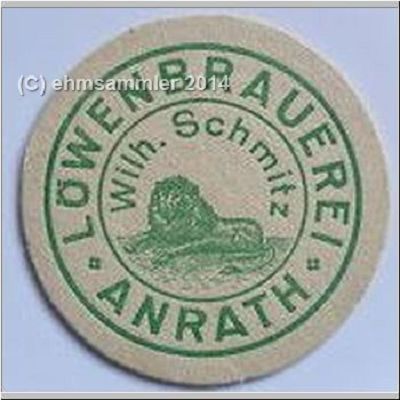 (C) ehmsammler 2014
LÖWENBRAUEREI
Wilh. Schmitz
" ANRATH "